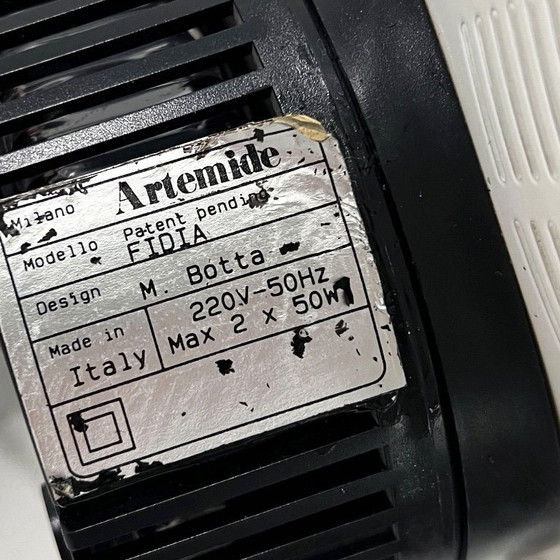 Artemide
Milano
Patent pending
Modello FIDIA
Design M. Botta
220V-50Hz
Made in Italy
Max 2 x 50W